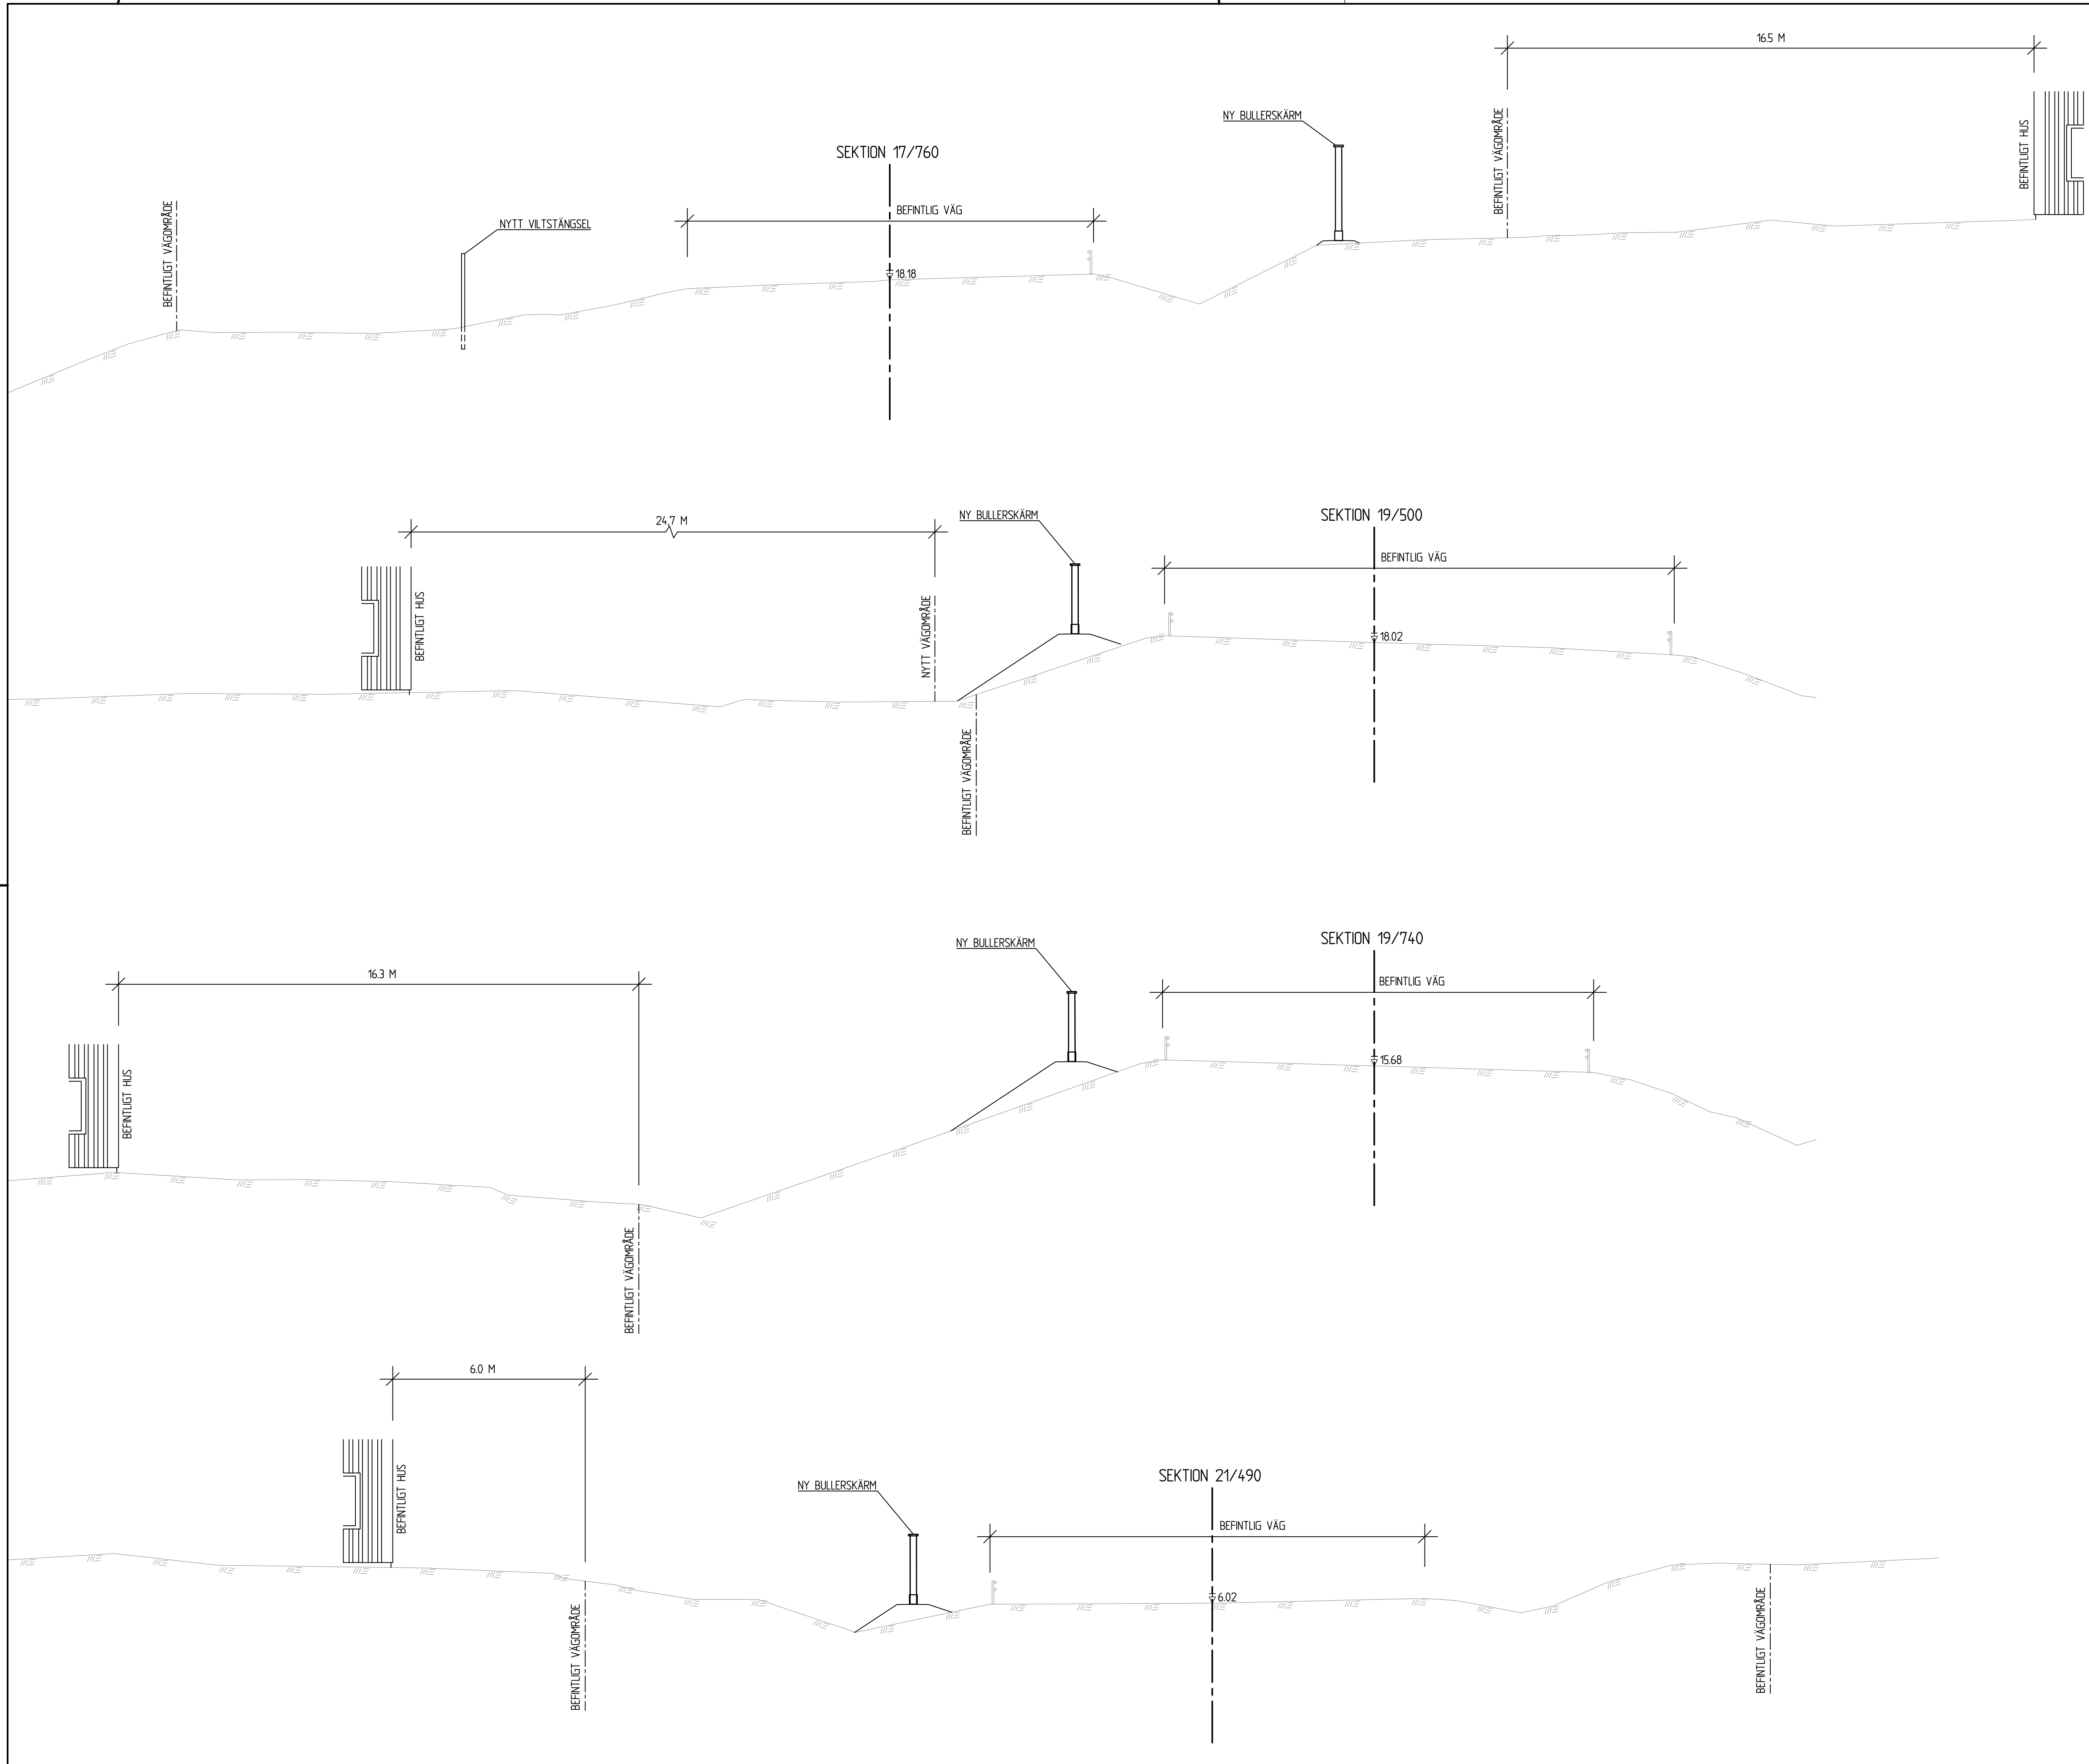 16.5 M
NY BULLERSKÄRM
BEFINTLIGT VÄGOMRÅDE
BEFINTLIGT HUS
SEKTION 17/760
BEFINTLIG VÄG
BEFINTLIGT VÄGOMRÅDE
NYTT VILTSTÄNGSEL
18.18
24,7 M
NY BULLERSKÄRM
SEKTION 19/500
BEFINTLIG VÄG
BEFINTLIGT HUS
NYTT VÄGOMRÅDE
18.02
BEFINTLIGT VÄGOMRÅDE
NY BULLERSKÄRM
SEKTION 19/740
16.3 M
BEFINTLIG VÄG
BEFINTLIGT HUS
15.68
BEFINTLIGT VÄGOMRÅDE
6.0 M
BEFINTLIGT HUS
NY BULLERSKÄRM
SEKTION 21/490
BEFINTLIG VÄG
6.02
BEFINTLIGT VÄGOMRÅDE
BEFINTLIGT VÄGOMRÅDE